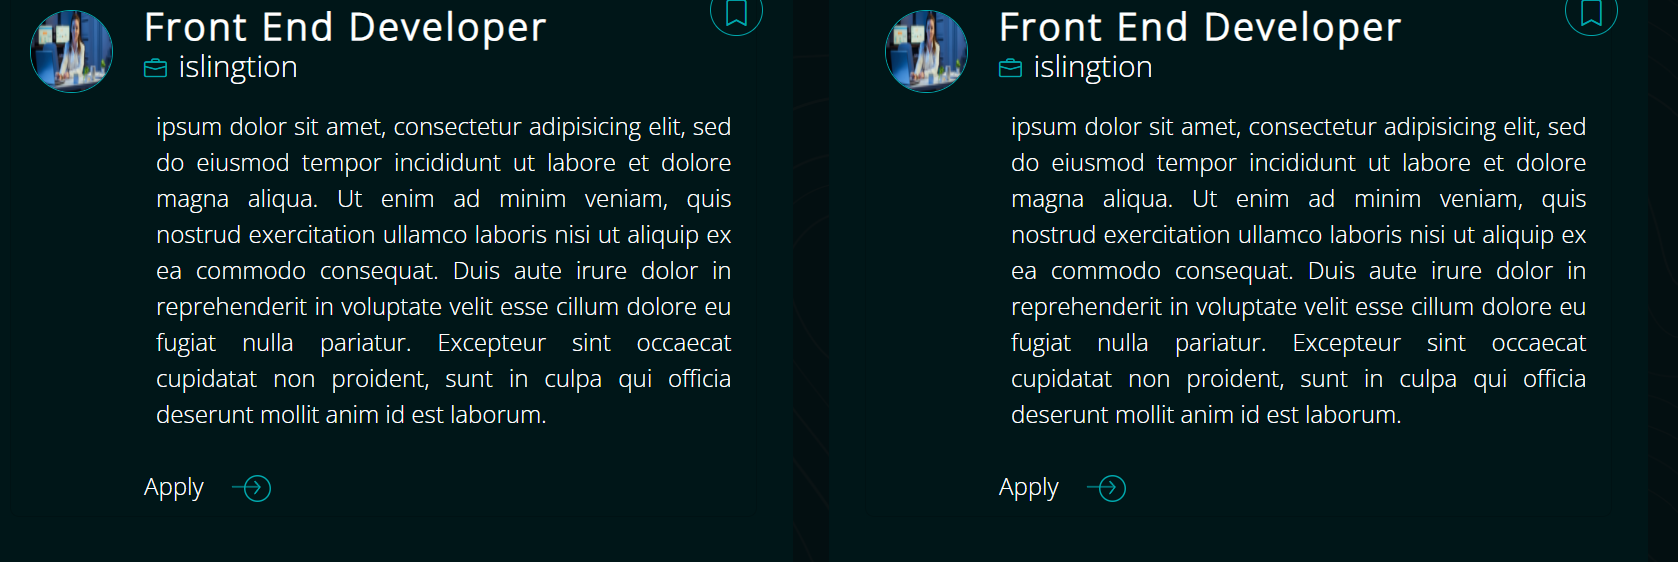 Front End Developer
islingtion
ipsum dolor sit amet, consectetur adipisicing elit, sed
do eiusmod tempor incididunt ut labore et dolore
magna aliqua. Ut enim ad minim veniam, quis
nostrud exercitation ullamco laboris nisi ut aliquip ex
ea commodo consequat. Duis aute irure dolor in
reprehenderit in voluptate velit esse cillum dolore eu
fugiat nulla pariatur. Excepteur sint occaecat
cupidatat non proident, sunt in culpa qui officia
deserunt mollit anim id est laborum.
Apply
Front End Developer
islingtion
ipsum dolor sit amet, consectetur adipisicing elit, sed
do eiusmod tempor incididunt ut labore et dolore
magna aliqua. Ut enim ad minim veniam, quis
nostrud exercitation ullamco laboris nisi ut aliquip ex
ea commodo consequat. Duis aute irure dolor in
reprehenderit in voluptate velit esse cillum dolore eu
fugiat nulla pariatur. Excepteur sint occaecat
cupidatat non proident, sunt in culpa qui officia
deserunt mollit anim id est laborum.
Apply